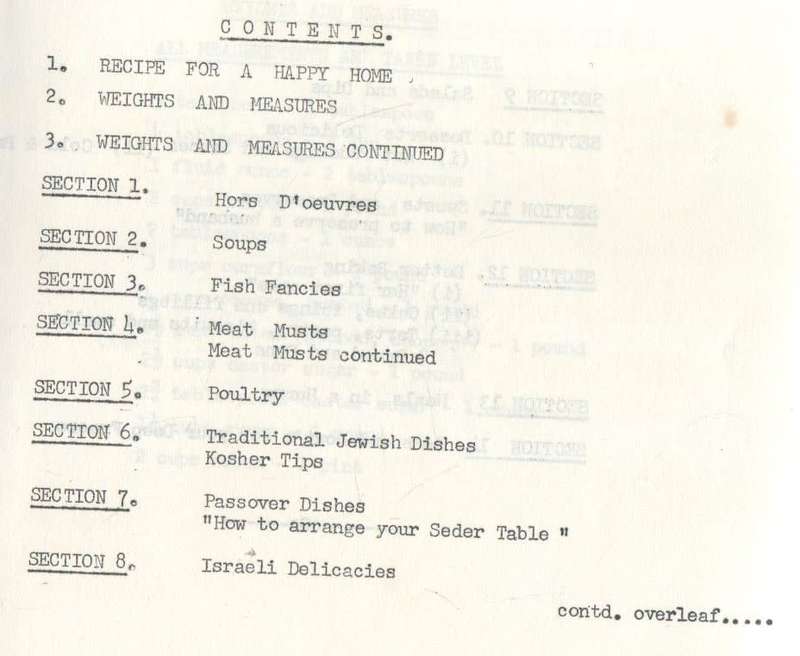 C O N T E N T S.
1. RECIPE FOR A HAPPY HOME.
2. WEIGHTS AND MEASURES
3. WEIGHTS AND MEASURES CONTINUED
SECTION 1. Hors D'oeuvres
SECTION 2. Soups
SECTION 3. Fish Fancies
SECTION 4. Meat Musts
Meat Musts continued
SECTION 5. Poultry
SECTION 6. Traditional Jewish Dishes
Kosher Tips
SECTION 7. Passover Dishes
"How to arrange your Seder Table "
SECTION 8. Israeli Delicacies
contd. overleaf.....